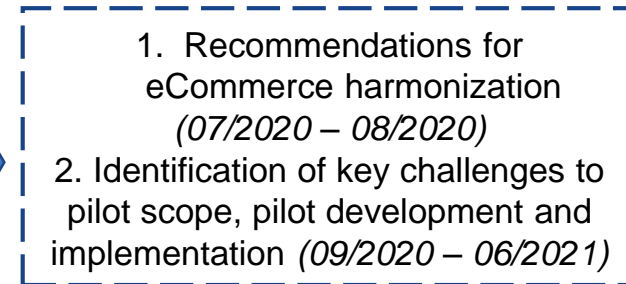 1. Recommendations for
eCommerce harmonization
(07/2020 – 08/2020)
2. Identification of key challenges to
pilot scope, pilot development and
implementation (09/2020 – 06/2021)